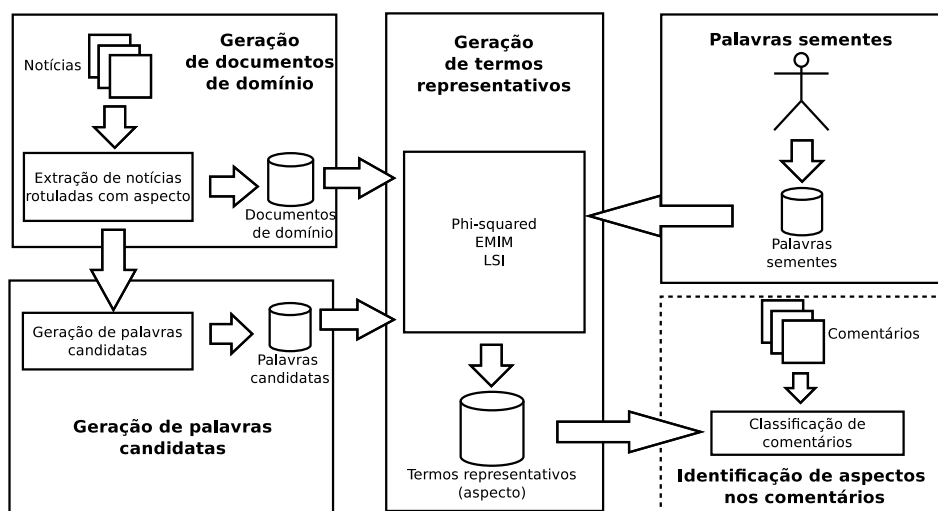 Geração
de documentos
de domínio
Notícias
Extração de notícias
rotuladas com aspecto
Documentos
de domínio
Geração de palavras
candidatas
Palavras
candidatas
Geração de palavras
candidatas
Geração
de termos
representativos
Phi-squared
EMIM
LSI
Termos representativos
(aspecto)
Palavras sementes
Palavras
sementes
Comentários
Classificação de
comentários
Identificação de aspectos
nos comentários